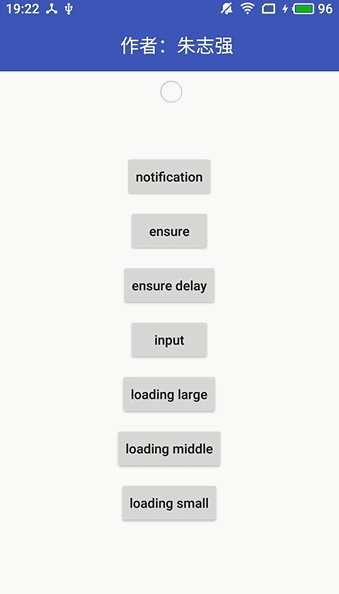 19:22 96
作者：朱志强
notification
ensure
ensure delay
input
loading large
loading middle
loading small